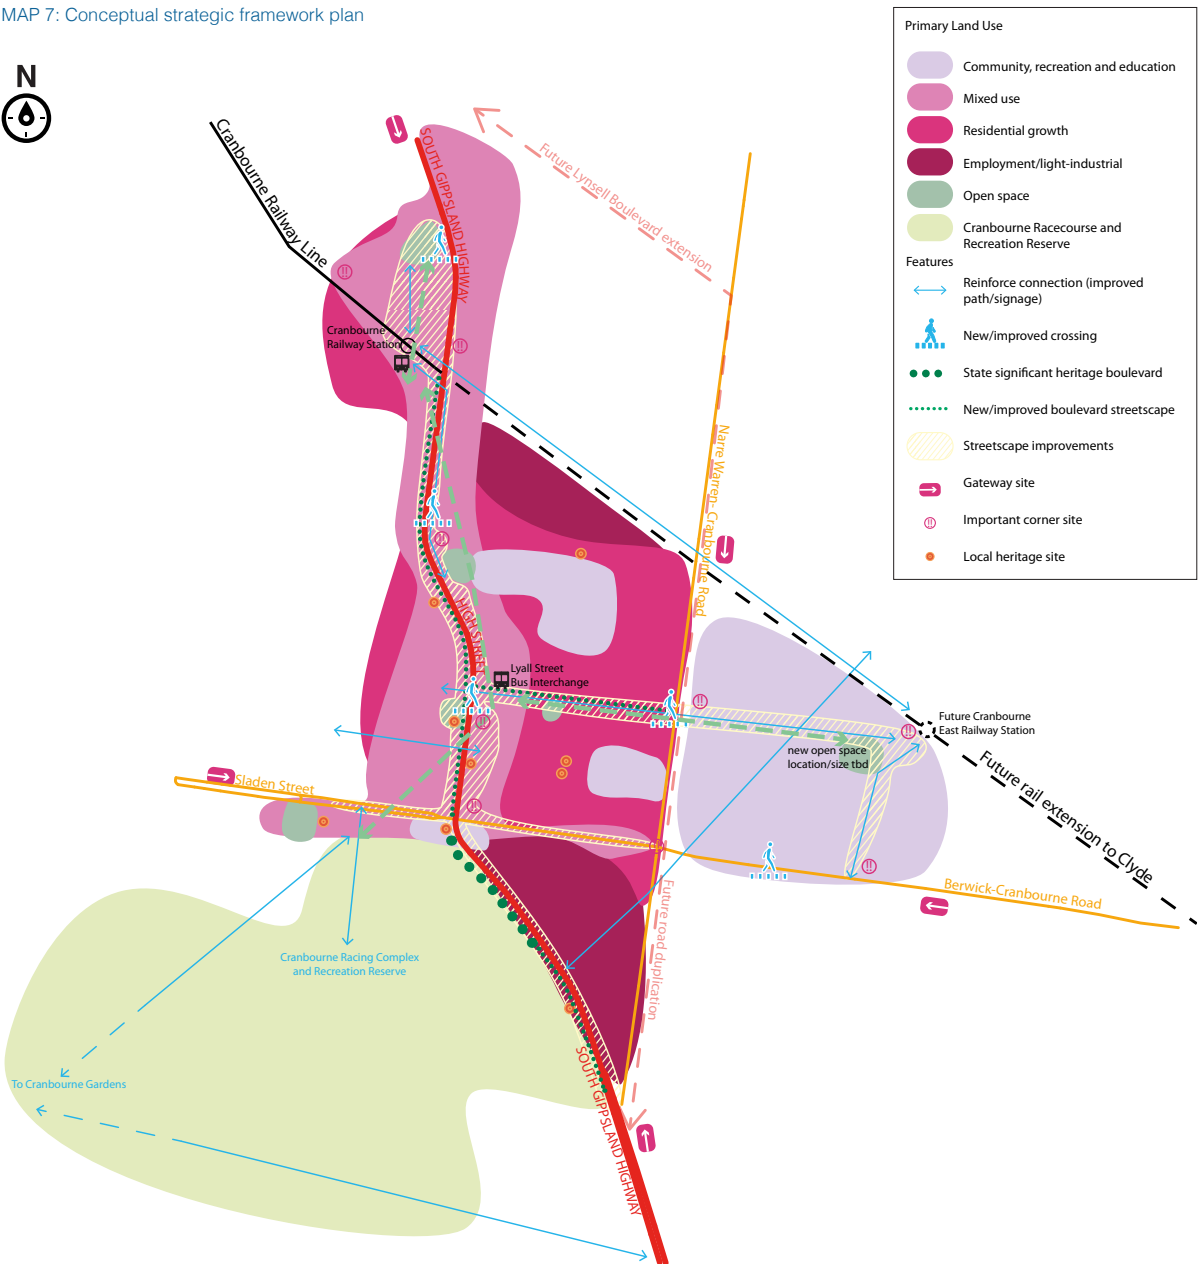 MAP 7: Conceptual strategic framework plan
N
Primary Land Use
Community, recreation and education
Mixed use
Residential growth
Employment/light-industrial
Open space
Cranbourne Racecourse and
Recreation Reserve
Features
Reinforce connection (improved
path/signage)
New/improved crossing
State significant heritage boulevard
New/improved boulevard streetscape
Streetscape improvements
Gateway site
Important corner site
Local heritage site
Cranbourne Railway Line
SOUTH GIPPSLAND HIGHWAY
Future Lynsell Boulevard extension
Cranbourne
Railway Station
Narre Warren-Cranbourne Road
HIGH STREET
Lyall Street
Bus Interchange
Future Cranbourne
East Railway Station
new open space
location/size tbd
Future rail extension to Clyde
Sladen Street
Berwick-Cranbourne Road
Future road duplication
Cranbourne Racing Complex
and Recreation Reserve
To Cranbourne Gardens
SOUTH GIPPSLAND HIGHWAY